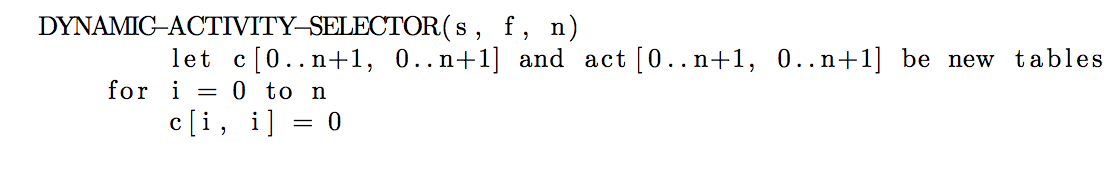 DYNAMIC-ACTIVITY-SELECTOR(s, f, n)
let c[0..n+1, 0..n+1] and act[0..n+1, 0..n+1] be new tables
for i = 0 to n
c[i, i] = 0